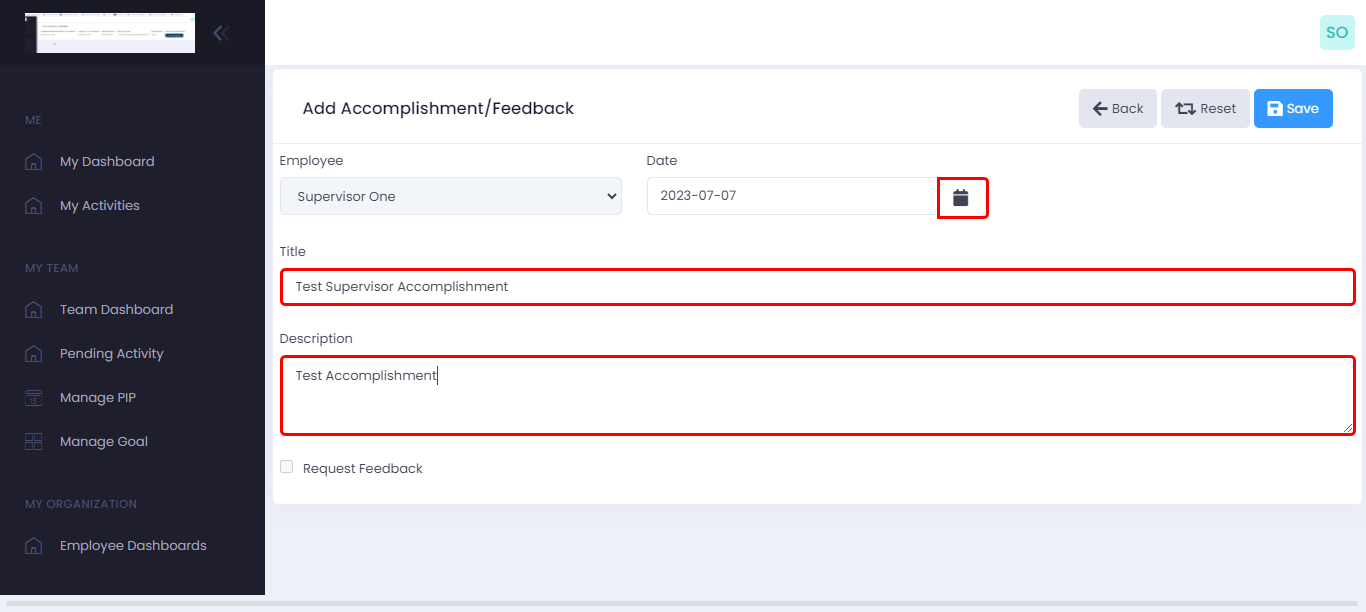 SO
ME
My Dashboard
My Activities
MY TEAM
Team Dashboard
Pending Activity
Manage PIP
Manage Goal
MY ORGANIZATION
Employee Dashboards
Add Accomplishment/Feedback
Back
Reset
Save
Employee
Date
Supervisor One
2023-07-07
Title
Test Supervisor Accomplishment
Description
Test Accomplishment
Request Feedback